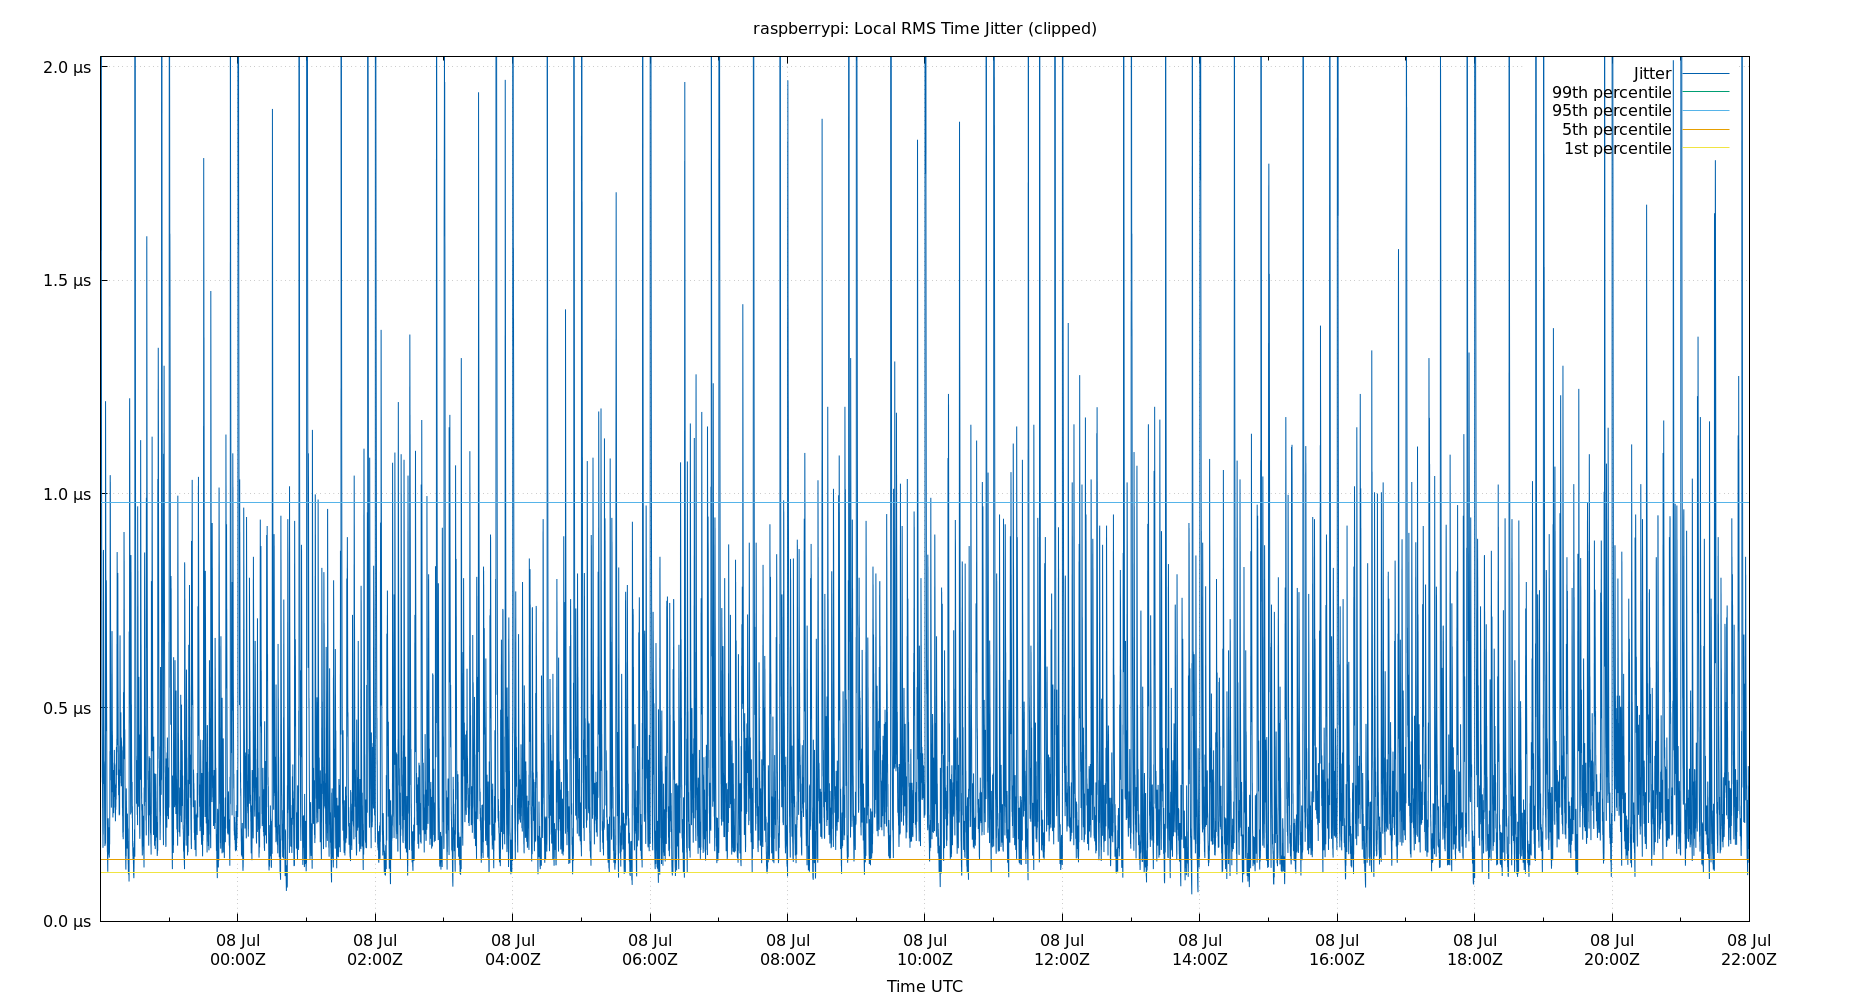 raspberrypi: Local RMS Time Jitter (clipped)
2.0 µs
1.5 µs
1.0 µs
0.5 µs
0.0 µs
Jitter
99th percentile
95th percentile
5th percentile
1st percentile
08 Jul 08 Jul 08 Jul 08 Jul 08 Jul 08 Jul 08 Jul 08 Jul 08 Jul 08 Jul 08 Jul 08 Jul
00:00Z 02:00Z 04:00Z 06:00Z 08:00Z 10:00Z 12:00Z 14:00Z 16:00Z 18:00Z 20:00Z 22:00Z
Time UTC